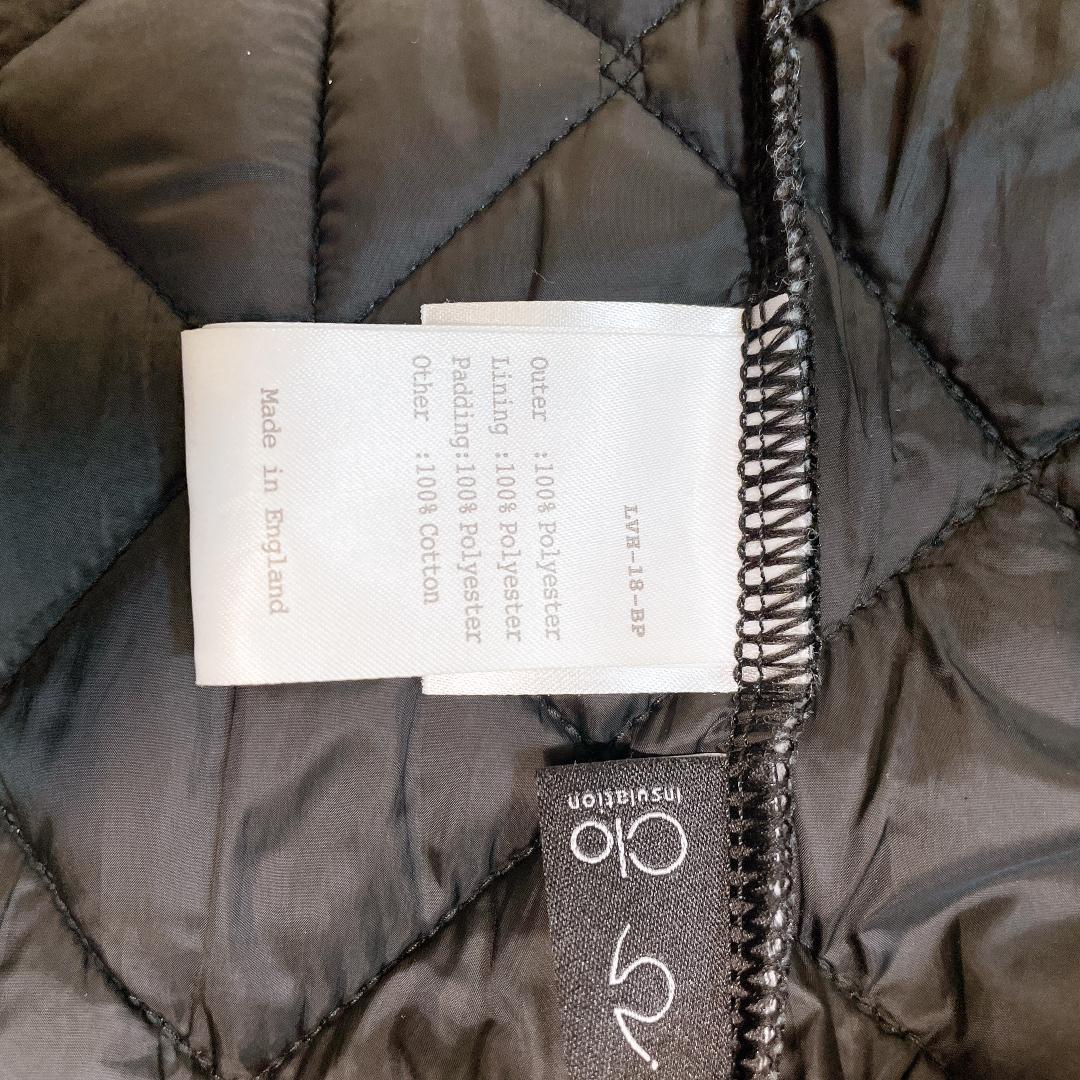 LVH-18-BP
Outer :100% Polyester
Lining :100% Polyester
Padding:100% Polyester
Other :100% Cotton
Made in England
Clo
insulation